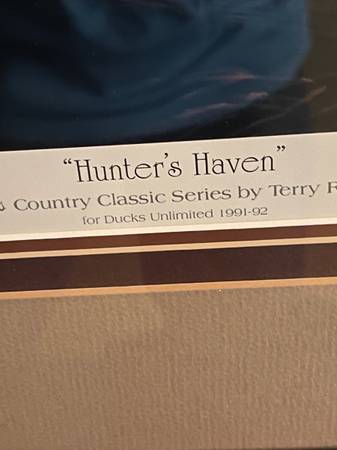 "Hunter's Haven"
Country Classic Series by Terry
for Ducks Unlimited 1991-92